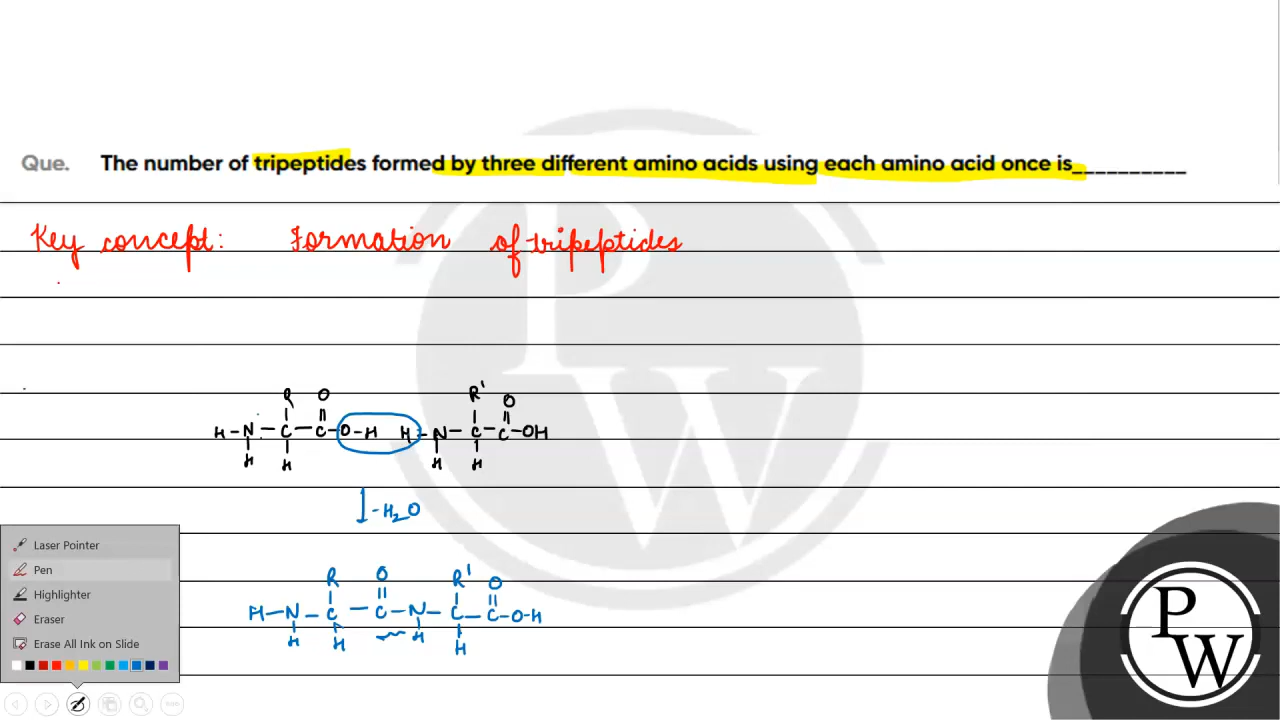 Que. The number of tripeptides formed by three different amino acids using each amino acid once is__________
Key concept: Formation of tripeptides
R O R' O
H-N-C-C-O-H H-N-C-C-OH
H H H H
-H2O
Laser Pointer
Pen
Highlighter
Eraser
Erase All Ink on Slide
R O R' O
H-N-C-C-N-C-C-O-H
H H H H
P
W
P
W